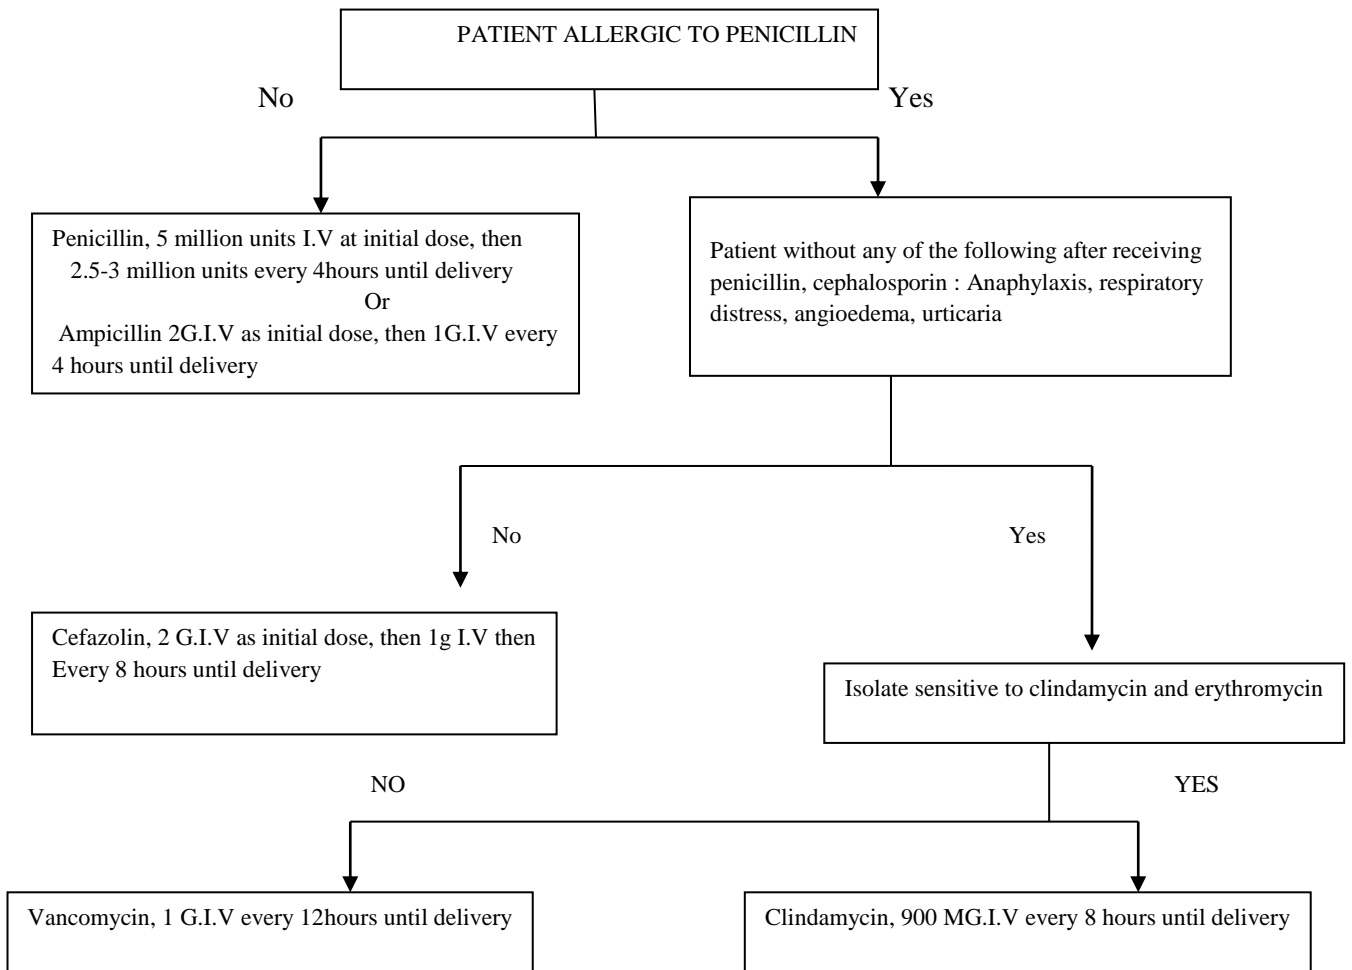 PATIENT ALLERGIC TO PENICILLIN
No
Yes
Penicillin, 5 million units I.V at initial dose, then
2.5-3 million units every 4hours until delivery
Or
Ampicillin 2G.I.V as initial dose, then 1G.I.V every
4 hours until delivery
Patient without any of the following after receiving
penicillin, cephalosporin : Anaphylaxis, respiratory
distress, angioedema, urticaria
No
Yes
Cefazolin, 2 G.I.V as initial dose, then 1g I.V then
Every 8 hours until delivery
Isolate sensitive to clindamycin and erythromycin
NO
YES
Vancomycin, 1 G.I.V every 12hours until delivery
Clindamycin, 900 MG.I.V every 8 hours until delivery